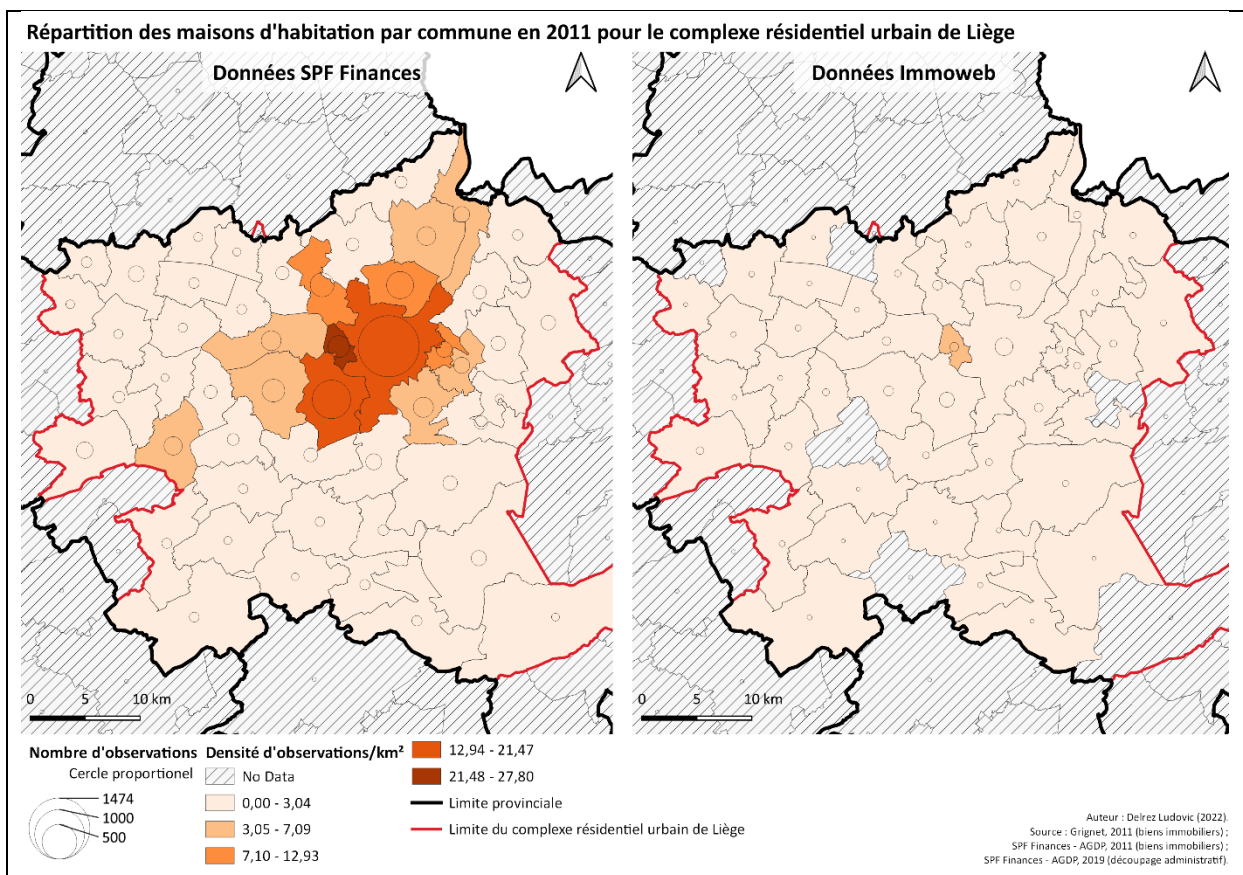 Répartition des maisons d'habitation par commune en 2011 pour le complexe résidentiel urbain de Liège
Données SPF Finances
Données Immoweb
0 5 10 km
0 5 10 km
Nombre d'observations
Cercle proportionel
1474
1000
500
Densité d'observations/km²
No Data
0,00 - 3,04
3,05 - 7,09
7,10 - 12,93
12,94 - 21,47
21,48 - 27,80
Limite provinciale
Limite du complexe résidentiel urbain de Liège
Auteur : Delrez Ludovic (2022).
Source : Grignet, 2011 (biens immobiliers) ;
SPF Finances - AGDP, 2011 (biens immobiliers) ;
SPF Finances - AGDP, 2019 (découpage administratif).